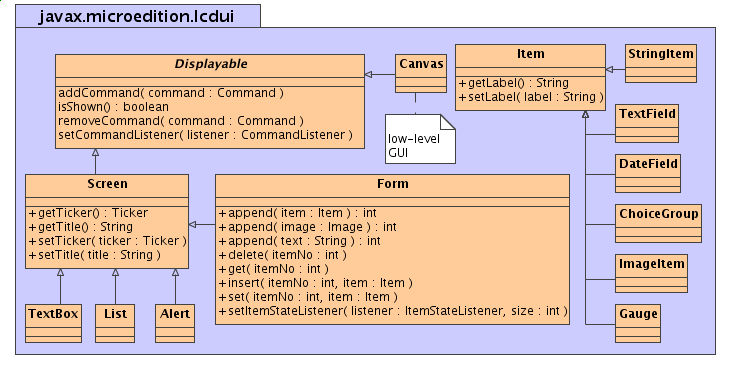 javax.microedition.lcdui
Displayable
addCommand( command : Command )
isShown() : boolean
removeCommand( command : Command )
setCommandListener( listener : CommandListener )
Canvas
low-level
GUI
Item
+getLabel() : String
+setLabel( label : String )
StringItem
TextField
DateField
ChoiceGroup
ImageItem
Gauge
Screen
+getTicker() : Ticker
+getTitle() : String
+setTicker( ticker : Ticker )
+setTitle( title : String )
Form
+append( item : Item ) : int
+append( image : Image ) : int
+append( text : String ) : int
+delete( itemNo : int )
+get( itemNo : int )
+insert( itemNo : int, item : Item )
+set( itemNo : int, item : Item )
+setItemStateListener( listener : ItemStateListener, size : int )
TextBox
List
Alert